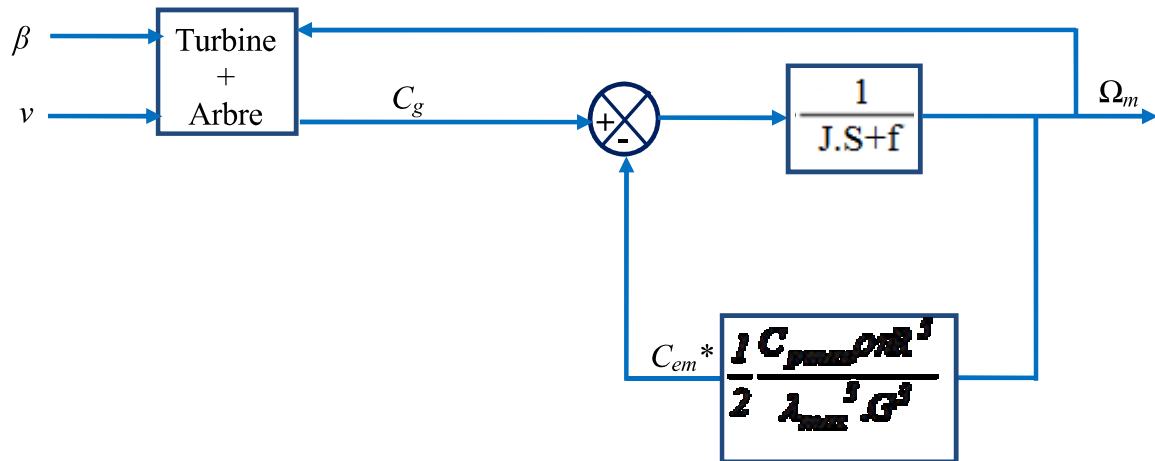 β
Turbine
+
Arbre
v
C_g
+
-
1
J.S+f
Ω_m
C_em*
1/2 C_pmax ρπR^5
λ_max^3.G^3